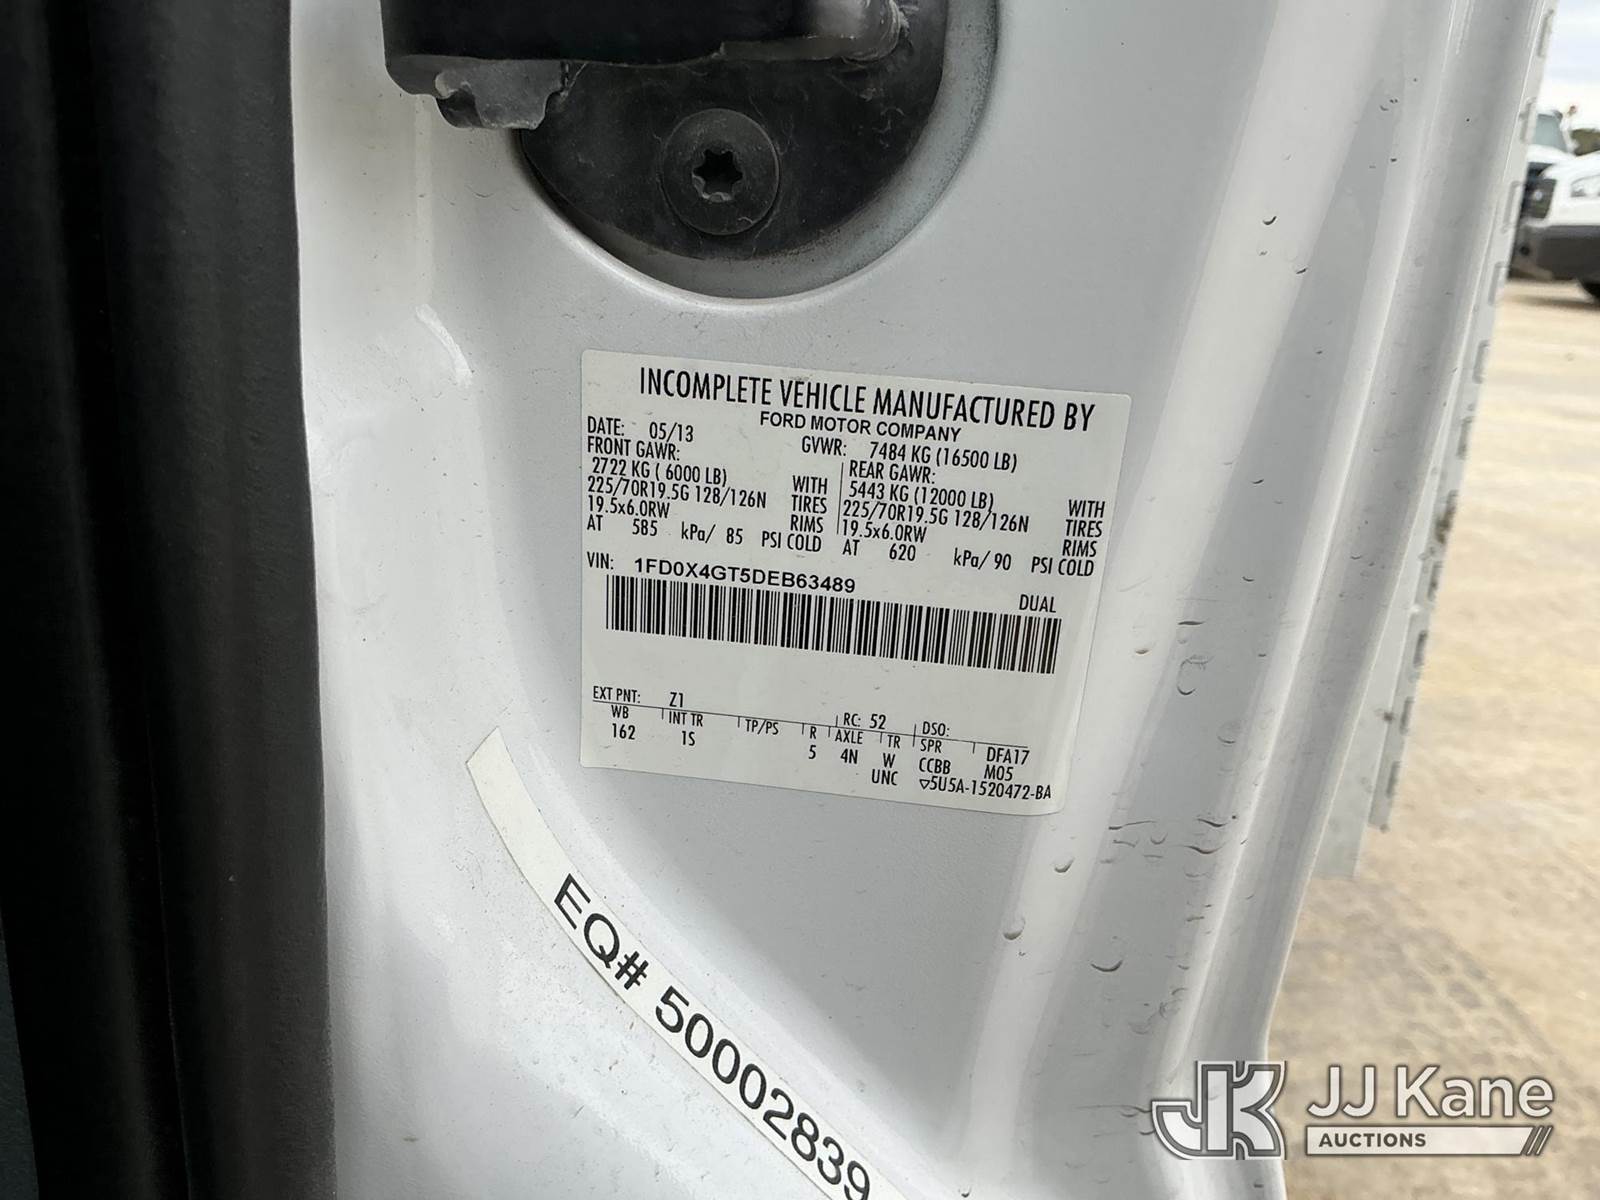 INCOMPLETE VEHICLE MANUFACTURED BY
FORD MOTOR COMPANY
DATE: 05/13 GVWR: 7484 KG (16500 LB)
FRONT GAWR: REAR GAWR:
2722 KG ( 6000 LB) WITH 5443 KG (12000 LB) WITH
225/70R19.5G 128/126N TIRES 225/70R19.5G 128/126N TIRES
19.5x6.0RW RIMS 19.5x6.0RW RIMS
AT 585 kPa/ 85 PSI COLD AT 620 kPa/ 90 PSI COLD
VIN: 1FD0X4GT5DEB63489
DUAL
EXT PNT: Z1 RC: 52 DSO:
WB INT TR TP/PS R AXLE TR SPR DFA17
162 1S 5 4N W CCBB M05
UNC ▽5U5A-1520472-BA
EQ# 50002839
JK JJ Kane
AUCTIONS